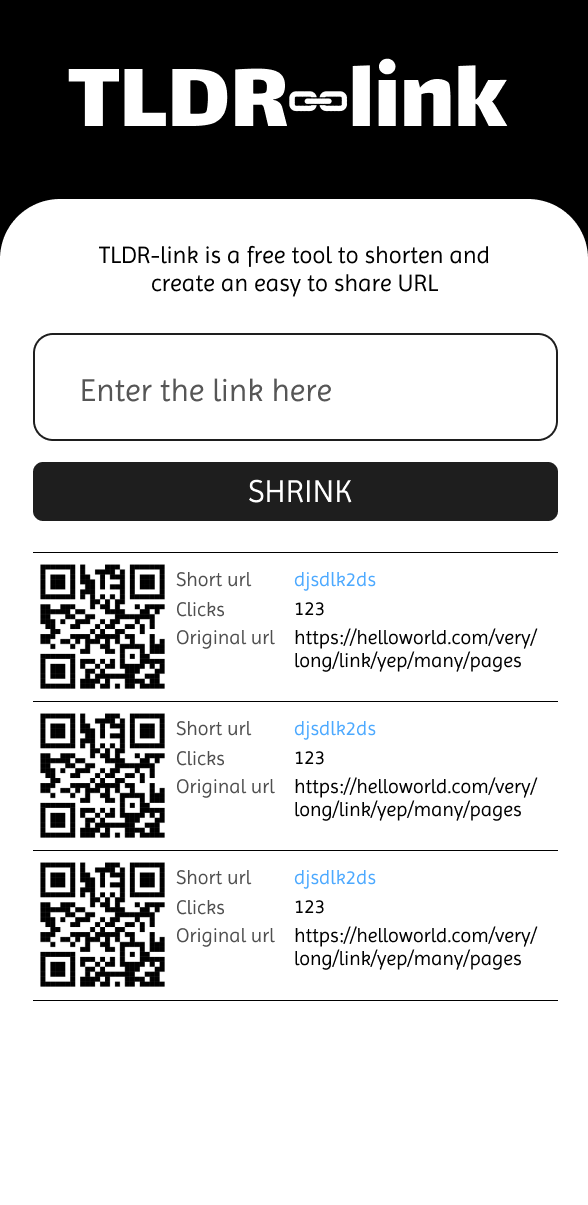 TLDR link
TLDR-link is a free tool to shorten and
create an easy to share URL
Enter the link here
SHRINK
Short url djsdlk2ds
Clicks 123
Original url https://helloworld.com/very/
long/link/yep/many/pages
Short url djsdlk2ds
Clicks 123
Original url https://helloworld.com/very/
long/link/yep/many/pages
Short url djsdlk2ds
Clicks 123
Original url https://helloworld.com/very/
long/link/yep/many/pages